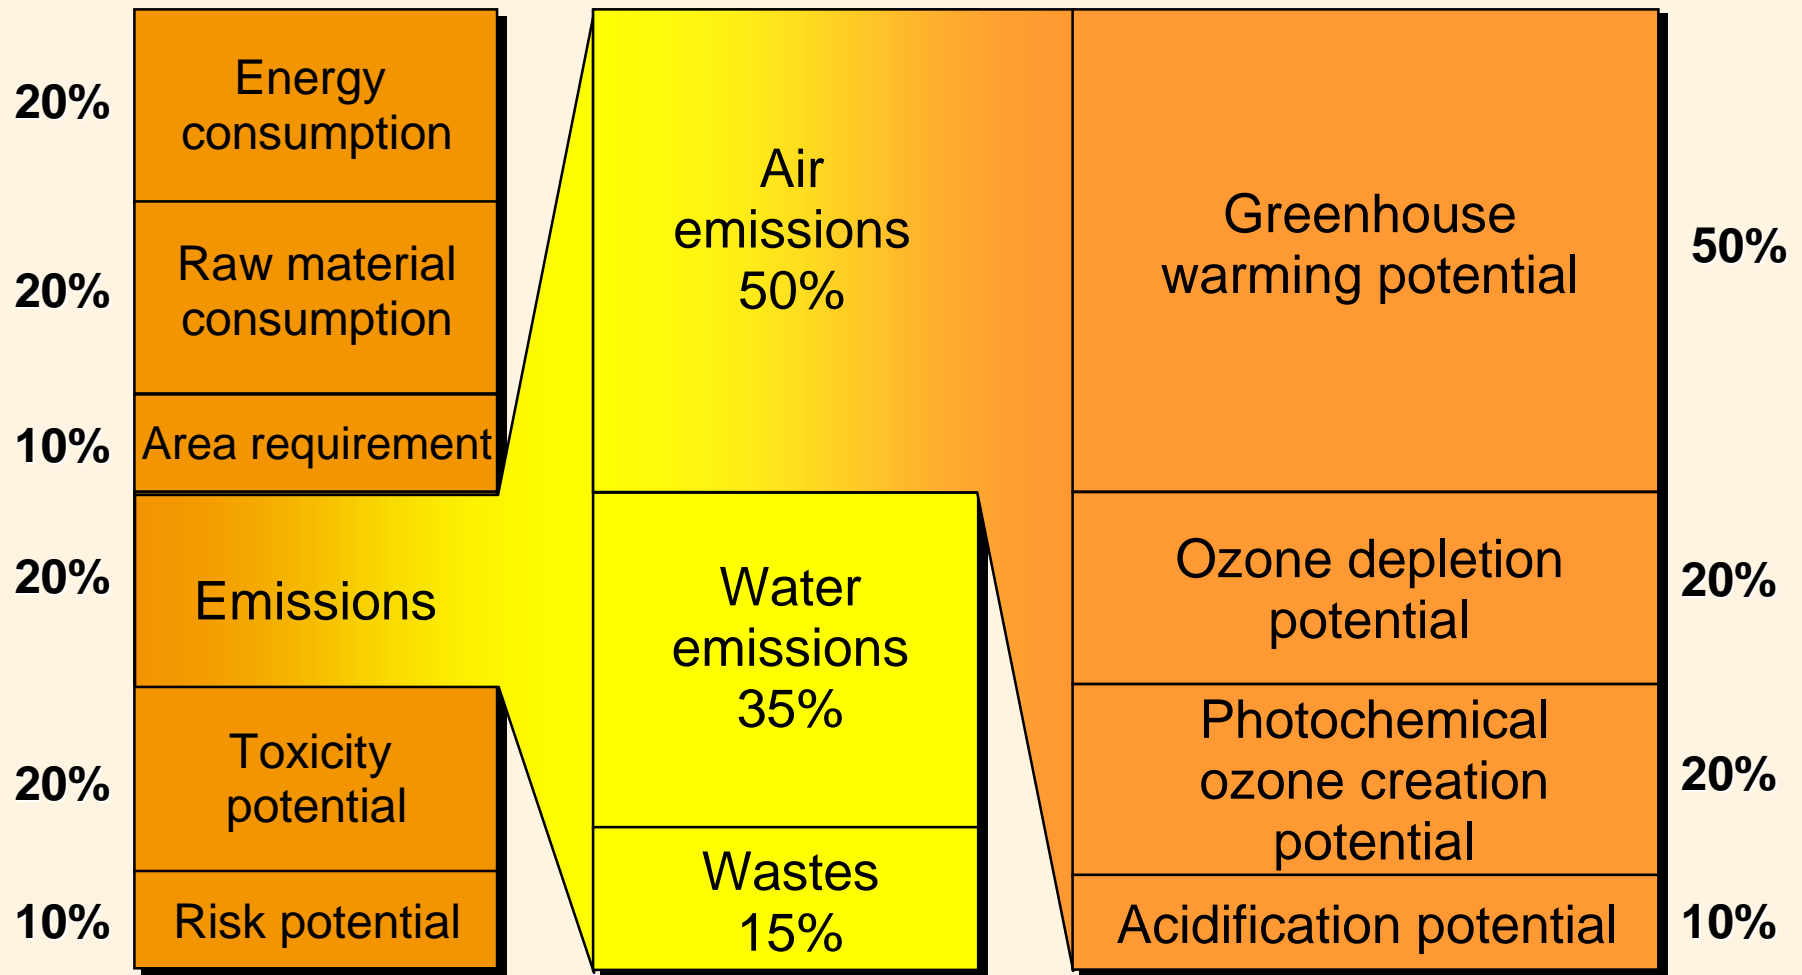 20%
Energy
consumption
20%
Raw material
consumption
10%
Area requirement
20%
Emissions
20%
Toxicity
potential
10%
Risk potential
Air
emissions
50%
Water
emissions
35%
Wastes
15%
Greenhouse
warming potential
50%
Ozone depletion
potential
20%
Photochemical
ozone creation
potential
20%
Acidification potential
10%